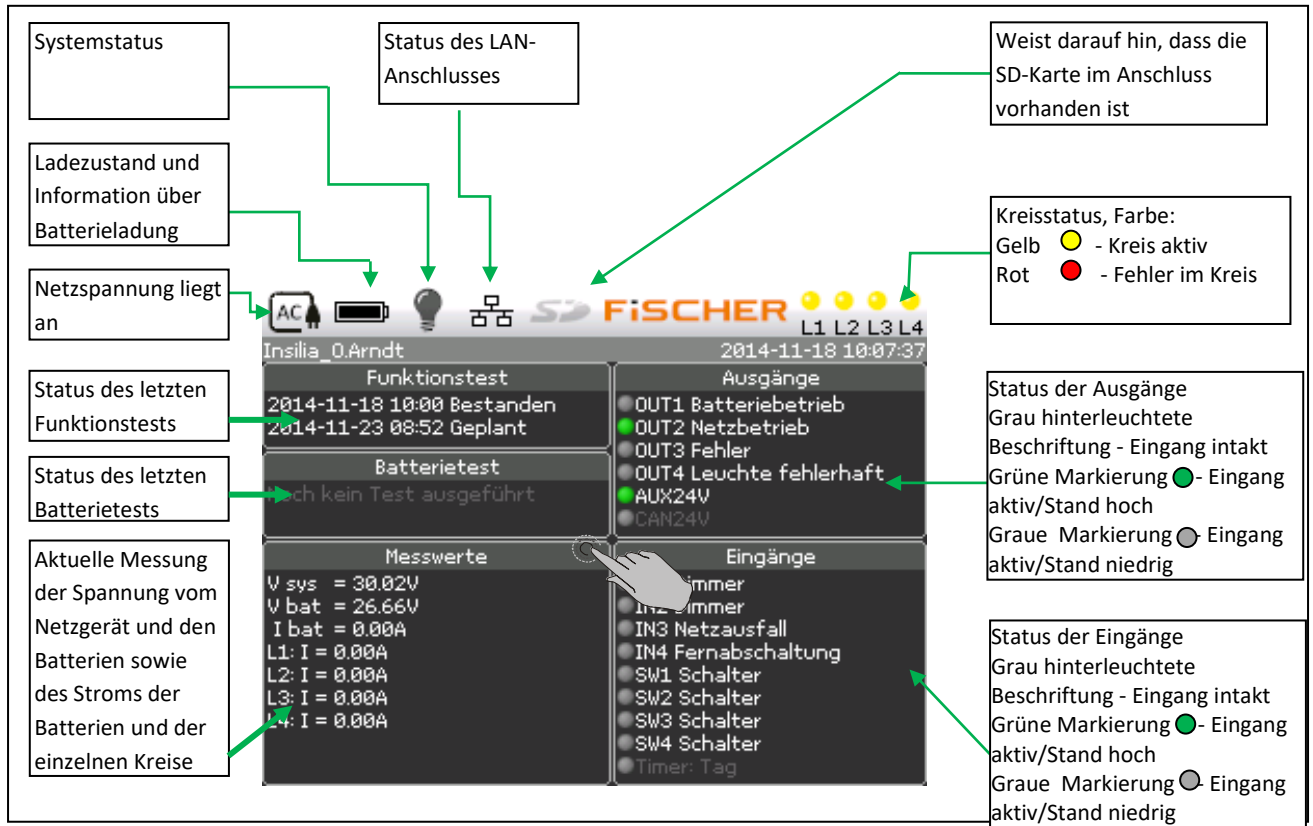 Systemstatus
Status des LAN-
Anschlusses
Weist darauf hin, dass die
SD-Karte im Anschluss
vorhanden ist
Ladezustand und
Information über
Batterieladung
Kreisstatus, Farbe:
Gelb - Kreis aktiv
Rot - Fehler im Kreis
Netzspannung liegt
an
AC
SD
FiSCHER
L1 L2 L3 L4
Insilia_O.Arndt
2014-11-18 10:07:37
Status des letzten
Funktionstests
Funktionstest
2014-11-18 10:00 Bestanden
2014-11-23 08:52 Geplant
Status des letzten
Batterietests
Batterietest
Noch kein Test ausgeführt
Ausgänge
OUT1 Batteriebetrieb
OUT2 Netzbetrieb
OUT3 Fehler
OUT4 Leuchte fehlerhaft
AUX24V
CAN24V
Status der Ausgänge
Grau hinterleuchtete
Beschriftung - Eingang intakt
Grüne Markierung - Eingang
aktiv/Stand hoch
Graue Markierung - Eingang
aktiv/Stand niedrig
Aktuelle Messung
der Spannung vom
Netzgerät und den
Batterien sowie
des Stroms der
Batterien und der
einzelnen Kreise
Messwerte
V sys = 30.02V
V bat = 26.66V
I bat = 0.00A
L1: I = 0.00A
L2: I = 0.00A
L3: I = 0.00A
L4: I = 0.00A
Eingänge
IN2 Dimmer
IN3 Netzausfall
IN4 Fernabschaltung
SW1 Schalter
SW2 Schalter
SW3 Schalter
SW4 Schalter
Timer: Tag
Status der Eingänge
Grau hinterleuchtete
Beschriftung - Eingang intakt
Grüne Markierung - Eingang
aktiv/Stand hoch
Graue Markierung - Eingang
aktiv/Stand niedrig